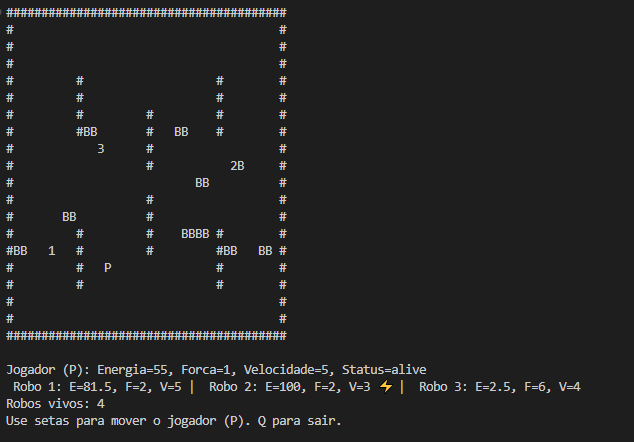 ########################################
#                                      #
#                                      #
#                                      #
#         #                   #        #
#         #                   #        #
#         #         #         #        #
#         #BB       #   BB    #        #
#            3      #                  #
#                   #           2B     #
#                          BB          #
#                   #                  #
#       BB          #                  #
#         #         #    BBBB #        #
#BB   1   #         #         #BB   BB #
#         #   P               #        #
#         #                   #        #
#                                      #
#                                      #
########################################
Jogador (P): Energia=55, Forca=1, Velocidade=5, Status=alive
 Robo 1: E=81.5, F=2, V=5 |  Robo 2: E=100, F=2, V=3 ⚡ |  Robo 3: E=2.5, F=6, V=4
Robos vivos: 4
Use setas para mover o jogador (P). Q para sair.